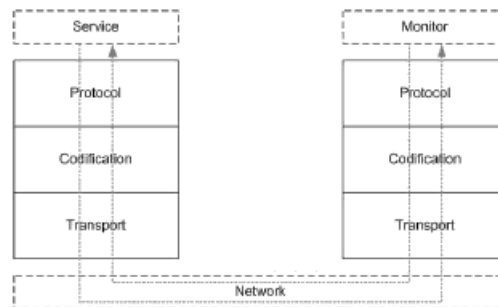 Service
Monitor
Protocol
Protocol
Codification
Codification
Transport
Transport
Network